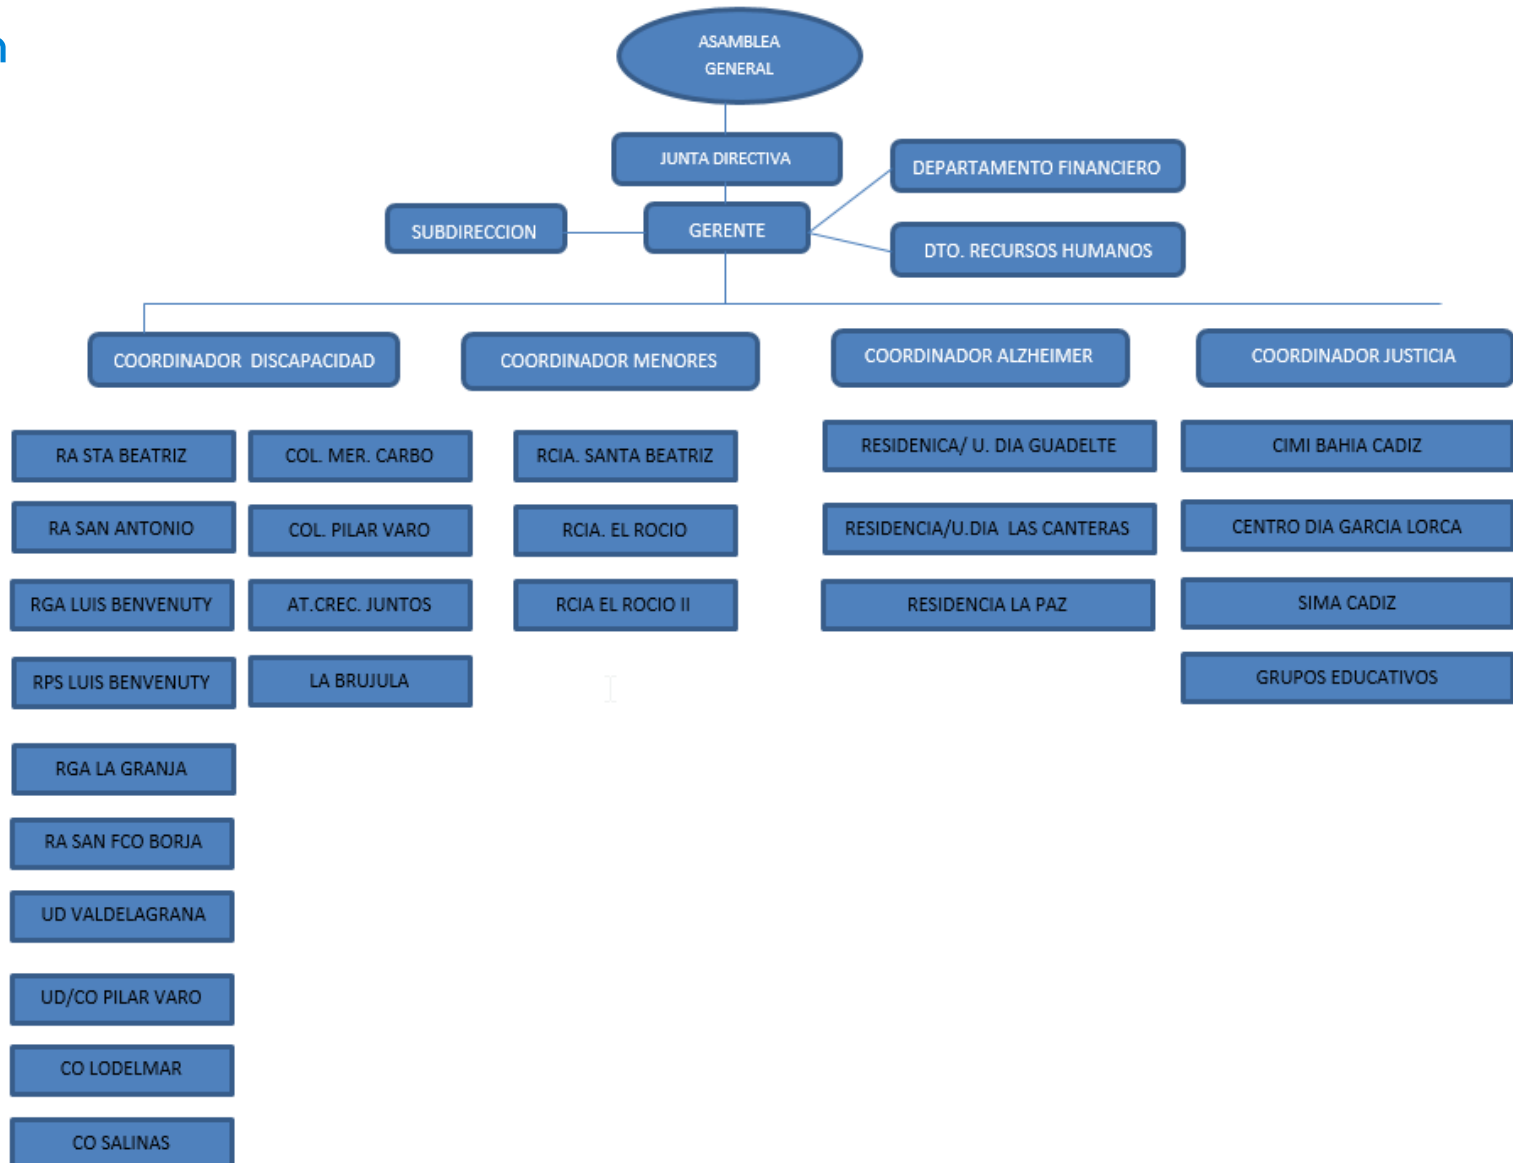 ASAMBLEA
GENERAL
JUNTA DIRECTIVA
DEPARTAMENTO FINANCIERO
SUBDIRECCION
GERENTE
DTO. RECURSOS HUMANOS
COORDINADOR DISCAPACIDAD
COORDINADOR MENORES
COORDINADOR ALZHEIMER
COORDINADOR JUSTICIA
RA STA BEATRIZ
RA SAN ANTONIO
RGA LUIS BENVENUTY
RPS LUIS BENVENUTY
RGA LA GRANJA
RA SAN FCO BORJA
UD VALDELAGRANA
UD/CO PILAR VARO
CO LODELMAR
CO SALINAS
COL. MER. CARBO
COL. PILAR VARO
AT.CREC. JUNTOS
LA BRUJULA
RCIA. SANTA BEATRIZ
RCIA. EL ROCIO
RCIA EL ROCIO II
RESIDENICA/ U. DIA GUADELTE
RESIDENCIA/U.DIA LAS CANTERAS
RESIDENCIA LA PAZ
CIMI BAHIA CADIZ
CENTRO DIA GARCIA LORCA
SIMA CADIZ
GRUPOS EDUCATIVOS